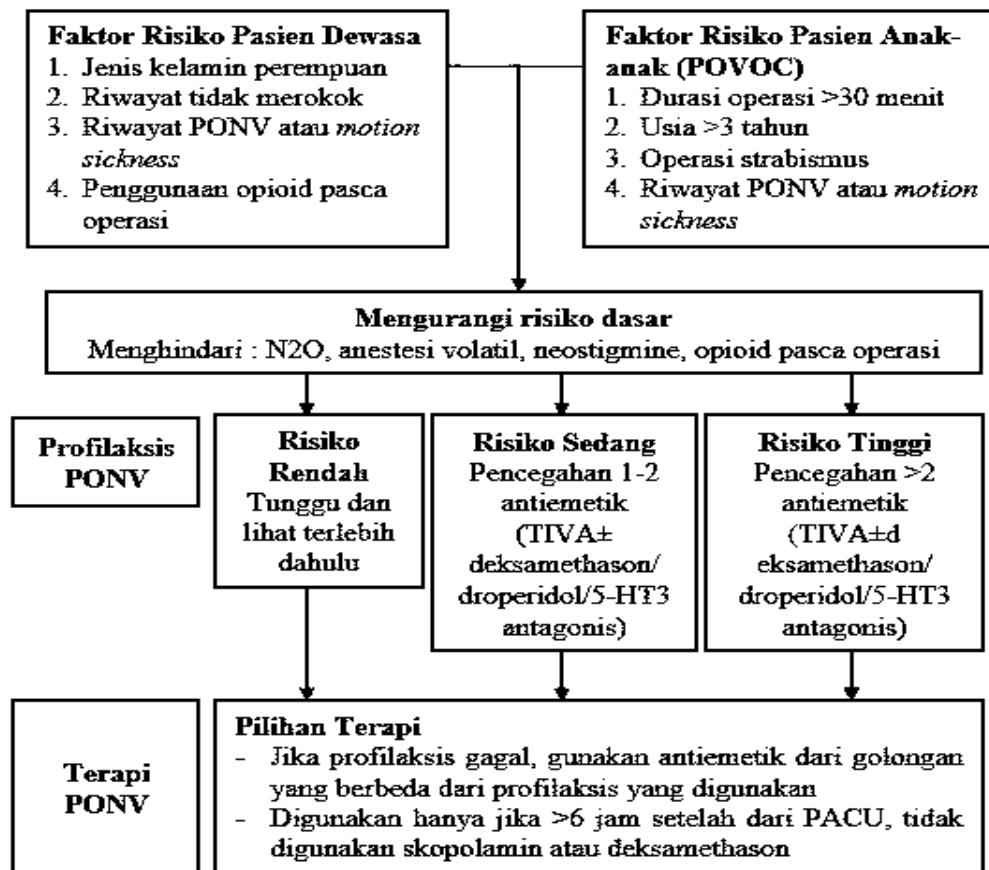 Faktor Risiko Pasien Dewasa
1. Jenis kelamin perempuan
2. Riwayat tidak merokok
3. Riwayat PONV atau motion
sickness
4. Penggunaan opioid pasca
operasi
Faktor Risiko Pasien Anak-
anak (POVOC)
1. Durasi operasi >30 menit
2. Usia >3 tahun
3. Operasi strabismus
4. Riwayat PONV atau motion
sickness
Mengurangi risiko dasar
Menghindari : N2O, anestesi volatil, neostigmine, opioid pasca operasi
Profilaksis
PONV
Risiko
Rendah
Tunggu dan
lihat terlebih
dahulu
Risiko Sedang
Pencegahan 1-2
antiemetik
(TIVA±
deksamethason/
droperidol/5-HT3
antagonis)
Risiko Tinggi
Pencegahan >2
antiemetik
(TIVA±d
eksamethason/
droperidol/5-HT3
antagonis)
Terapi
PONV
Pilihan Terapi
- Jika profilaksis gagal, gunakan antiemetik dari golongan
yang berbeda dari profilaksis yang digunakan
- Digunakan hanya jika >6 jam setelah dari PACU, tidak
digunakan skopolamin atau deksamethason